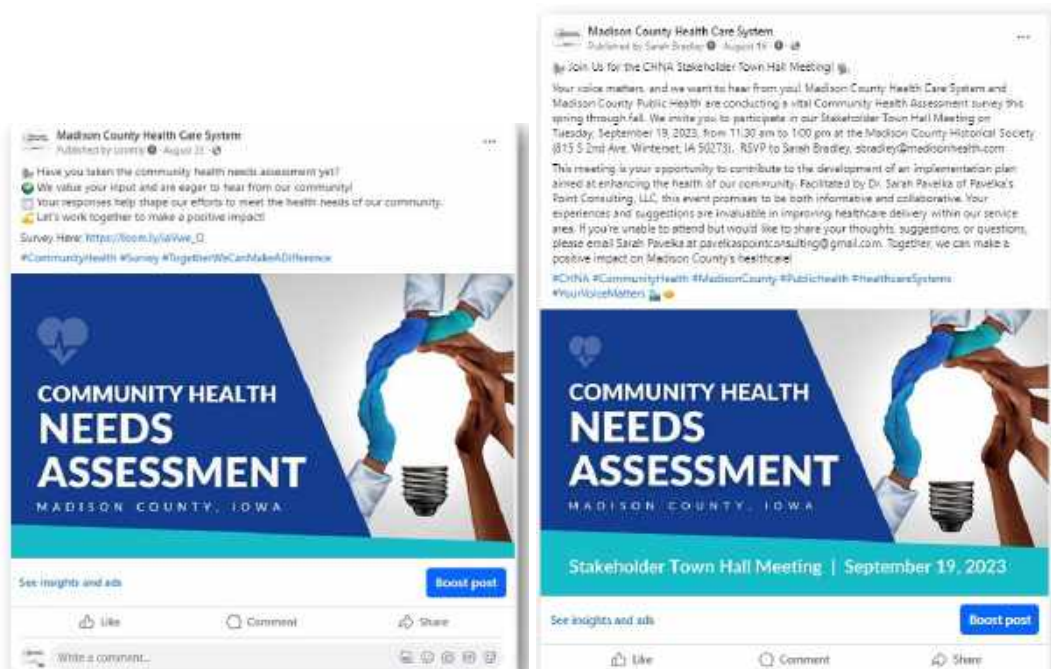 Madison County Health Care System
Published by Loomly · August 23 ·
Have you taken the community health needs assessment yet?
We value your input and are eager to hear from our community!
Your responses help shape our efforts to meet the health needs of our community.
Let's work together to make a positive impact!
Survey Here:
#CommunityHealth #Survey #TogetherWeCanMakeADifference
COMMUNITY HEALTH
NEEDS
ASSESSMENT
MADISON COUNTY, IOWA
See insights and ads
Boost post
Like
Comment
Share
Write a comment...
Madison County Health Care System
Published by Sarah Bradley · August 16 ·
Join Us for the CHNA Stakeholder Town Hall Meeting!
Your voice matters, and we want to hear from you! Madison County Health Care System and
Madison County Public Health are conducting a vital Community Health Assessment survey this
spring through fall. We invite you to participate in our Stakeholder Town Hall Meeting on
Tuesday, September 19, 2023, from 11:30 am to 1:00 pm at the Madison County Historical Society
(815 S 2nd Ave, Winterset, IA 50273). RSVP to Sarah Bradley, sbradley@madisonhealth.com
This meeting is your opportunity to contribute to the development of an implementation plan
aimed at enhancing the health of our community. Facilitated by Dr. Sarah Pavelka of Pavelka's
Point Consulting, LLC, this event promises to be both informative and collaborative. Your
experiences and suggestions are invaluable in improving healthcare delivery within our service
area. If you're unable to attend but would like to share your thoughts, suggestions, or questions,
please email Sarah Pavelka at pavelkaspointconsulting@gmail.com. Together, we can make a
positive impact on Madison County's healthcare!
#CHNA #CommunityHealth #MadisonCounty #PublicHealth #HealthcareSystems
#YourVoiceMatters
COMMUNITY HEALTH
NEEDS
ASSESSMENT
MADISON COUNTY, IOWA
Stakeholder Town Hall Meeting | September 19, 2023
See insights and ads
Boost post
Like
Comment
Share